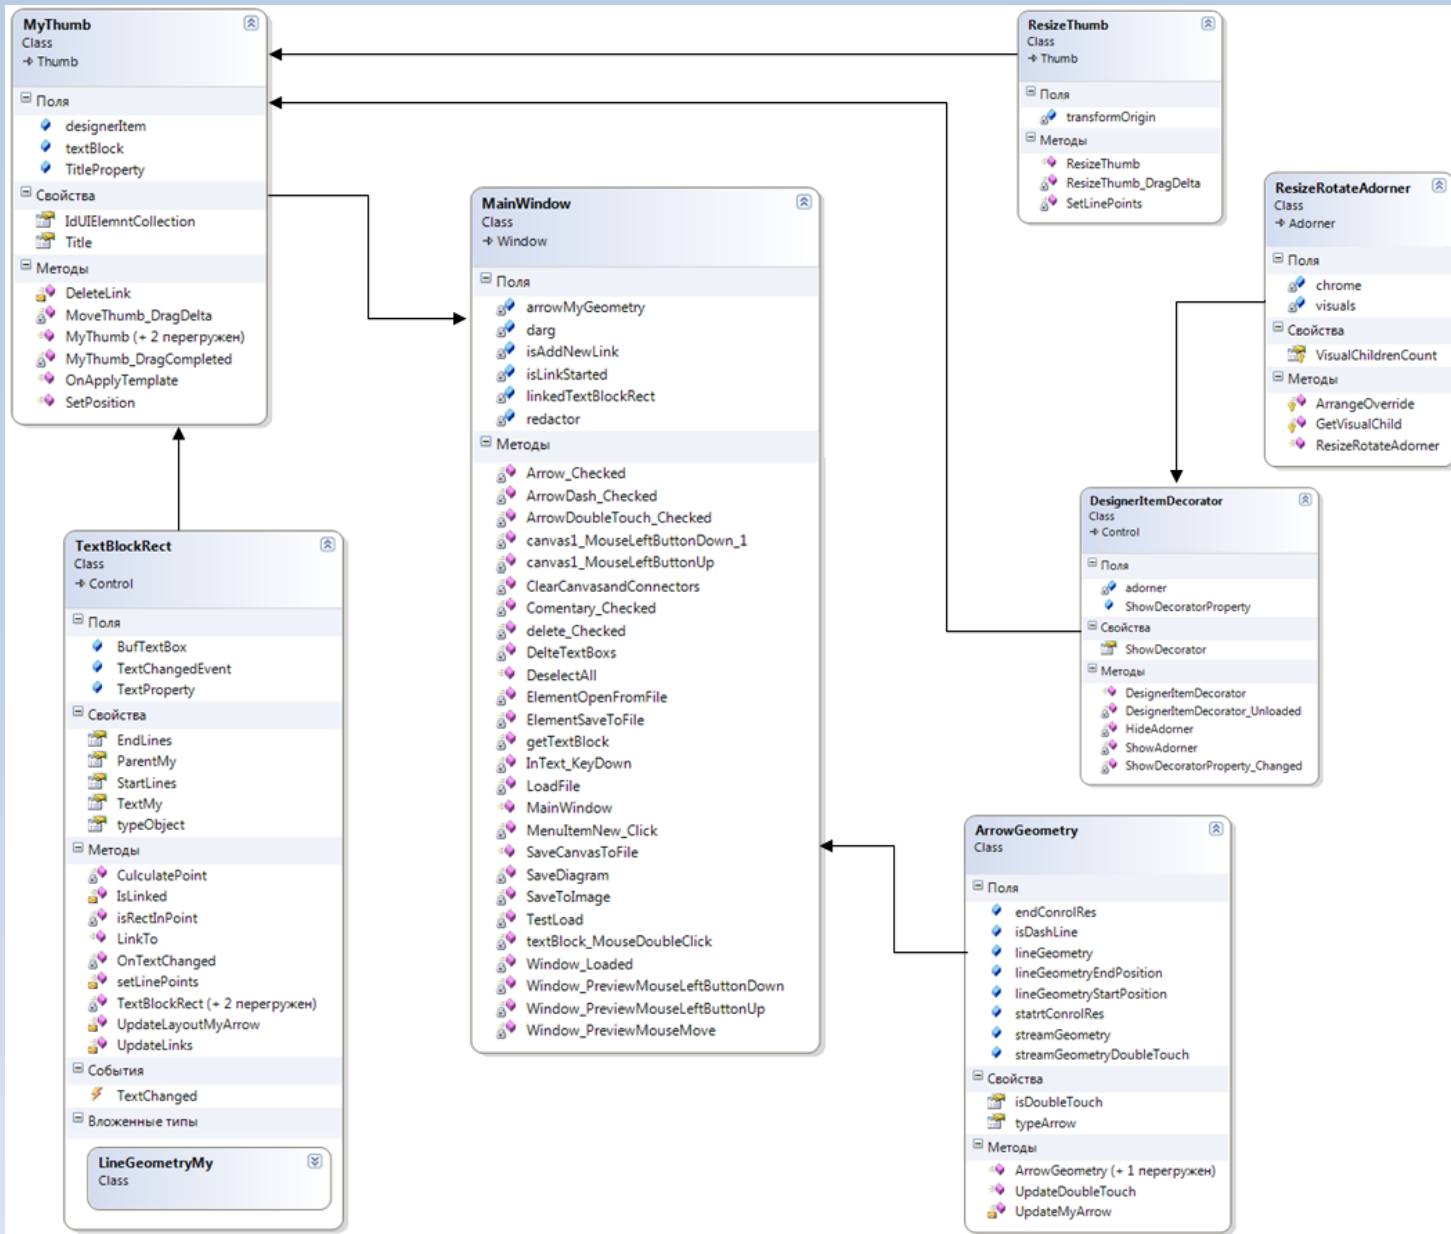 MyThumb
Class
Thumb
Поля
designerItem
textBlock
TitleProperty
Свойства
IdUIElemntCollection
Title
Методы
DeleteLink
MoveThumb_DragDelta
MyThumb (+ 2 перегружен)
MyThumb_DragCompleted
OnApplyTemplate
SetPosition
TextBlockRect
Class
Control
Поля
BufTextBox
TextChangedEvent
TextProperty
Свойства
EndLines
ParentMy
StartLines
TextMy
typeObject
Методы
CulculatePoint
IsLinked
isRectInPoint
LinkTo
OnTextChanged
setLinePoints
TextBlockRect (+ 2 перегружен)
UpdateLayoutMyArrow
UpdateLinks
События
TextChanged
Вложенные типы
LineGeometryMy
Class
MainWindow
Class
Window
Поля
arrowMyGeometry
darg
isAddNewLink
isLinkStarted
linkedTextBlockRect
redactor
Методы
Arrow_Checked
ArrowDash_Checked
ArrowDoubleTouch_Checked
canvas1_MouseLeftButtonDown_1
canvas1_MouseLeftButtonUp
ClearCanvasandConnectors
Comentary_Checked
delete_Checked
DelteTextBoxs
DeselectAll
ElementOpenFromFile
ElementSaveToFile
getTextBlock
InText_KeyDown
LoadFile
MainWindow
MenuItemNew_Click
SaveCanvasToFile
SaveDiagram
SaveToImage
TestLoad
textBlock_MouseDoubleClick
Window_Loaded
Window_PreviewMouseLeftButtonDown
Window_PreviewMouseLeftButtonUp
Window_PreviewMouseMove
ResizeThumb
Class
Thumb
Поля
transformOrigin
Методы
ResizeThumb
ResizeThumb_DragDelta
SetLinePoints
ResizeRotateAdorner
Class
Adorner
Поля
chrome
visuals
Свойства
VisualChildrenCount
Методы
ArrangeOverride
GetVisualChild
ResizeRotateAdorner
DesignerItemDecorator
Class
Control
Поля
adorner
ShowDecoratorProperty
Свойства
ShowDecorator
Методы
DesignerItemDecorator
DesignerItemDecorator_Unloaded
HideAdorner
ShowAdorner
ShowDecoratorProperty_Changed
ArrowGeometry
Class
Поля
endConrolRes
isDashLine
lineGeometry
lineGeometryEndPosition
lineGeometryStartPosition
statrtConrolRes
streamGeometry
streamGeometryDoubleTouch
Свойства
isDoubleTouch
typeArrow
Методы
ArrowGeometry (+ 1 перегружен)
UpdateDoubleTouch
UpdateMyArrow